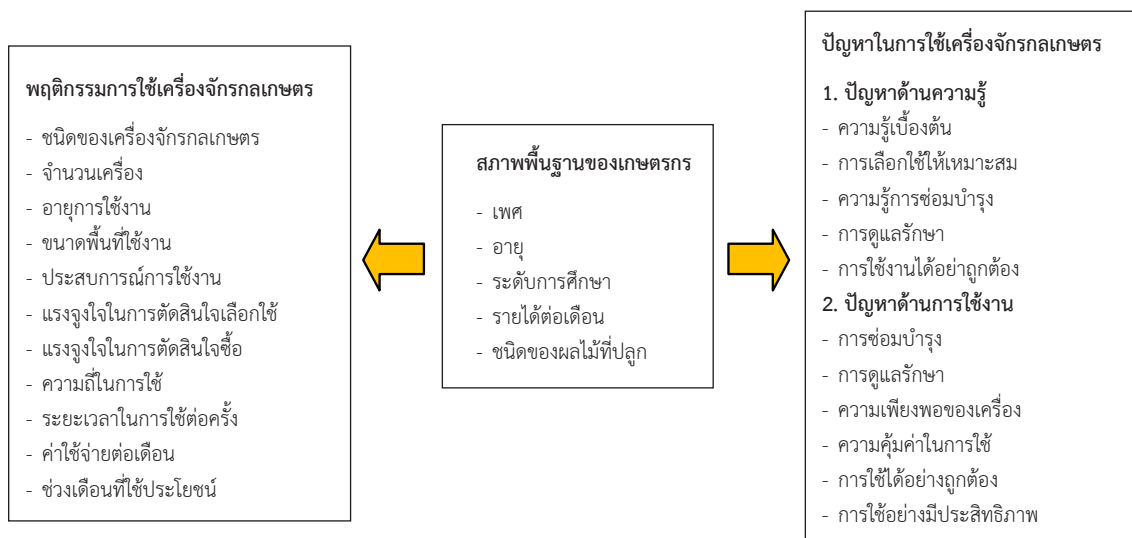 พฤติกรรมการใช้เครื่องจักรกลเกษตร
- ชนิดของเครื่องจักรกลเกษตร
- จำนวนเครื่อง
- อายุการใช้งาน
- ขนาดพื้นที่ใช้งาน
- ประสบการณ์การใช้งาน
- แรงจูงใจในการตัดสินใจเลือกใช้
- แรงจูงใจในการตัดสินใจซื้อ
- ความถี่ในการใช้
- ระยะเวลาในการใช้ต่อครั้ง
- ค่าใช้จ่ายต่อเดือน
- ช่วงเดือนที่ใช้ประโยชน์
สภาพพื้นฐานของเกษตรกร
- เพศ
- อายุ
- ระดับการศึกษา
- รายได้ต่อเดือน
- ชนิดของผลไม้ที่ปลูก
ปัญหาในการใช้เครื่องจักรกลเกษตร
1. ปัญหาด้านความรู้
- ความรู้เบื้องต้น
- การเลือกใช้ให้เหมาะสม
- ความรู้การซ่อมบำรุง
- การดูแลรักษา
- การใช้งานได้อย่าถูกต้อง
2. ปัญหาด้านการใช้งาน
- การซ่อมบำรุง
- การดูแลรักษา
- ความเพียงพอของเครื่อง
- ความคุ้มค่าในการใช้
- การใช้ได้อย่างถูกต้อง
- การใช้อย่างมีประสิทธิภาพ